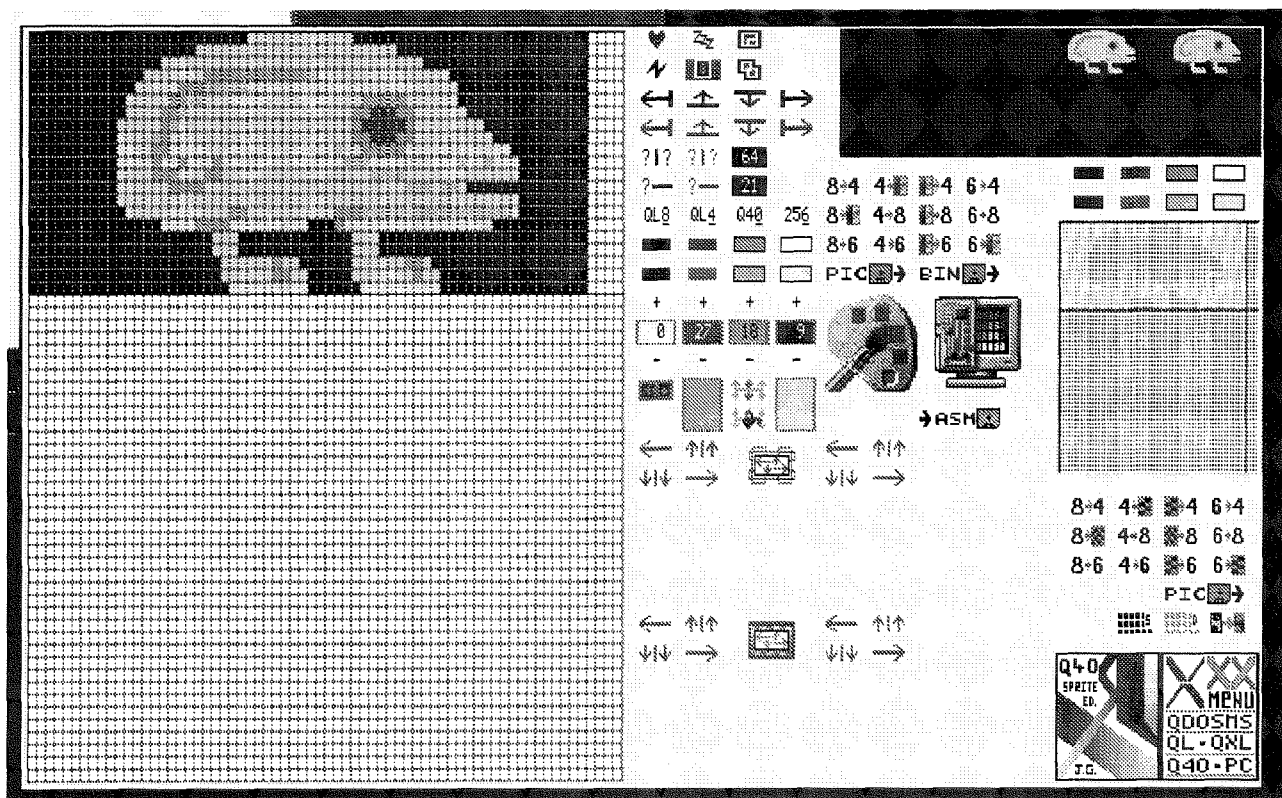 ?|? ?|? 64
?— ?— 21
8→4 4→ →4 6→4
QL8 QL4 Q40 256
8→ 4→8 →8 6→8
8→6 4→6 →6 6→
PIC → BIN →
+ + + +
0 27 18 9
- - - -
→ASM
8→4 4→ →4 6→4
8→ 4→8 →8 6→8
8→6 4→6 →6 6→
PIC →
Q40
SPRITE
ED.
J.G.
MENU
QDOSMS
QL-QXL
Q40-PC